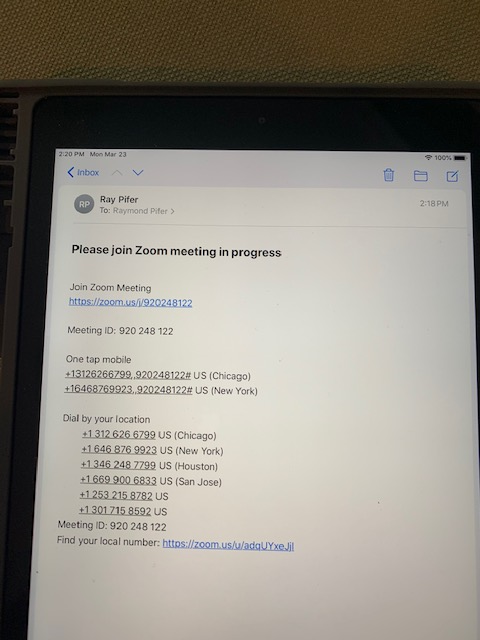 2:20 PM Mon Mar 23
100%
Inbox
RP
Ray Pifer
To: Raymond Pifer >
2:18 PM
Please join Zoom meeting in progress
Join Zoom Meeting
https://zoom.us/j/920248122
Meeting ID: 920 248 122
One tap mobile
+13126266799,,920248122# US (Chicago)
+16468769923,,920248122# US (New York)
Dial by your location
+1 312 626 6799 US (Chicago)
+1 646 876 9923 US (New York)
+1 346 248 7799 US (Houston)
+1 669 900 6833 US (San Jose)
+1 253 215 8782 US
+1 301 715 8592 US
Meeting ID: 920 248 122
Find your local number: https://zoom.us/u/adqUYxeJjl